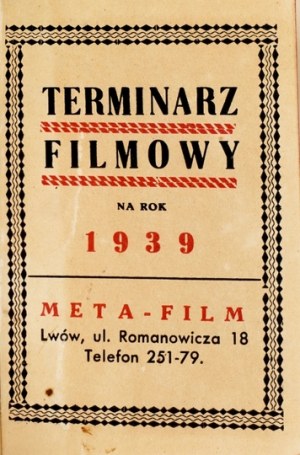 TERMINARZ
FILMOWY
NA ROK
1939
META-FILM
Lwów, ul. Romanowicza 18
Telefon 251-79.